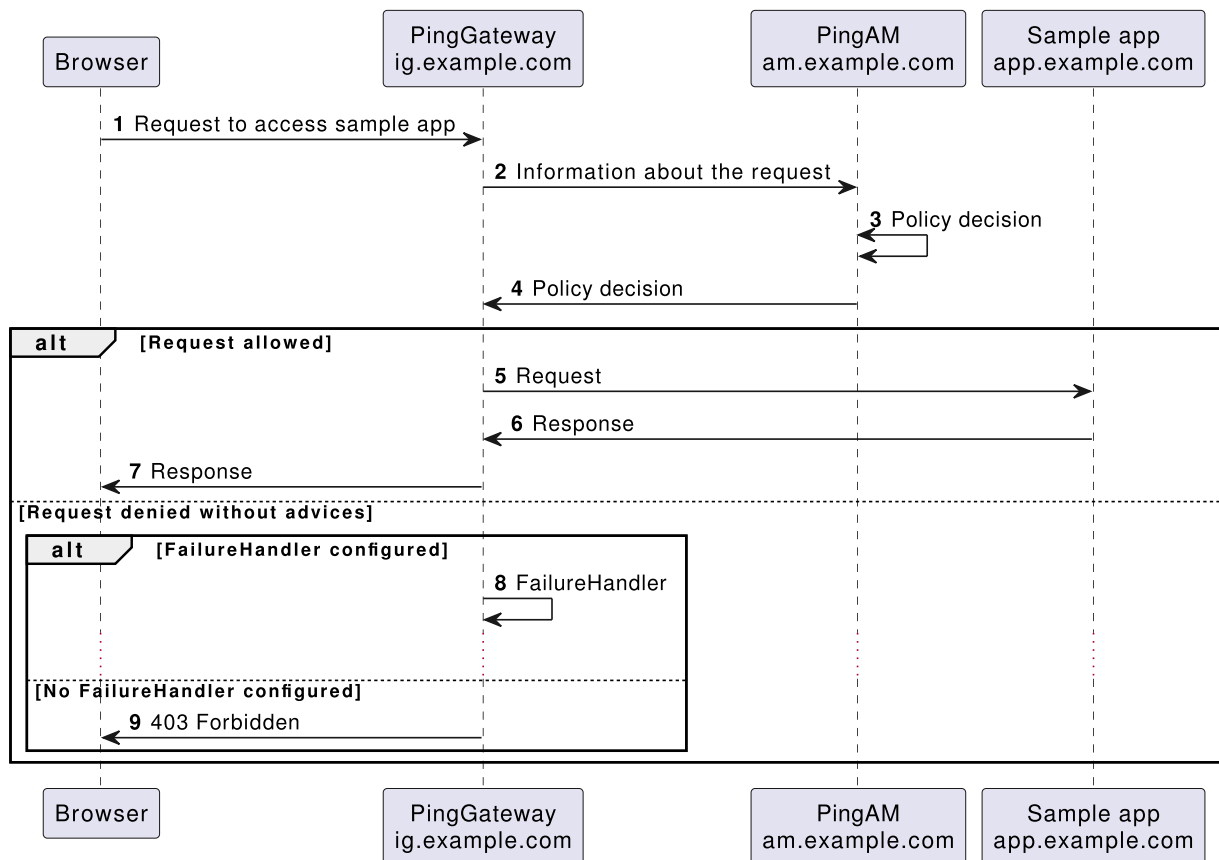 Browser
PingGateway
ig.example.com
PingAM
am.example.com
Sample app
app.example.com
1 Request to access sample app
2 Information about the request
3 Policy decision
4 Policy decision
alt [Request allowed]
5 Request
6 Response
7 Response
[Request denied without advices]
alt [FailureHandler configured]
8 FailureHandler
[No FailureHandler configured]
9 403 Forbidden
Browser
PingGateway
ig.example.com
PingAM
am.example.com
Sample app
app.example.com